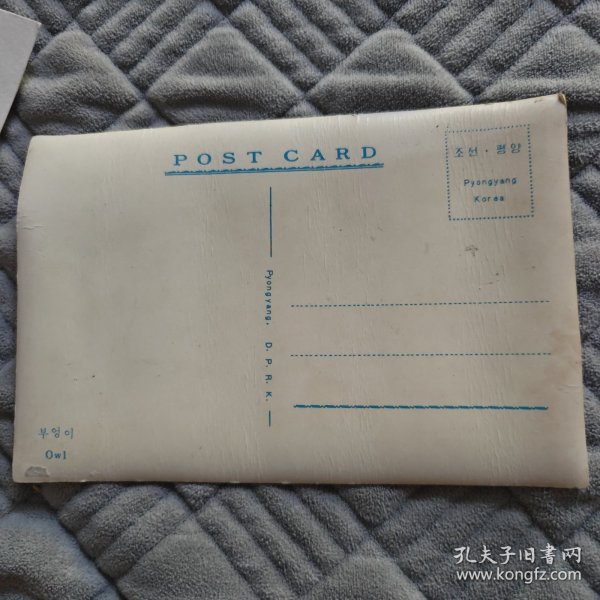 POST CARD
조선 · 평양
Pyongyang
Korea
Pyongyang, D. P. R. K.
부엉이
Owl
孔夫子旧书网
www.kongfz.com